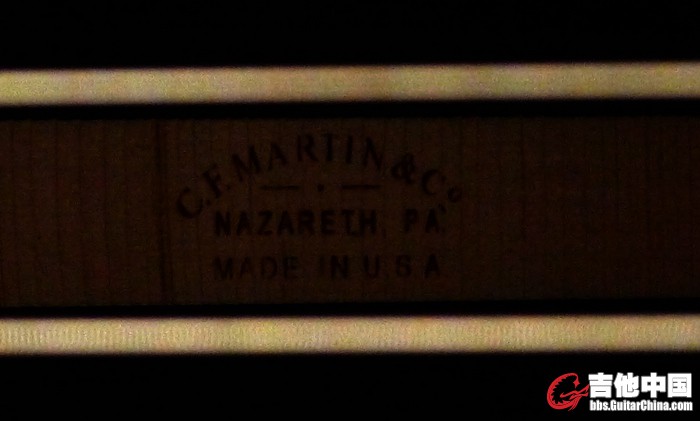 C.F. MARTIN & Co
NAZARETH, PA.
MADE IN U.S.A
吉他中国
bbs.GuitarChina.com